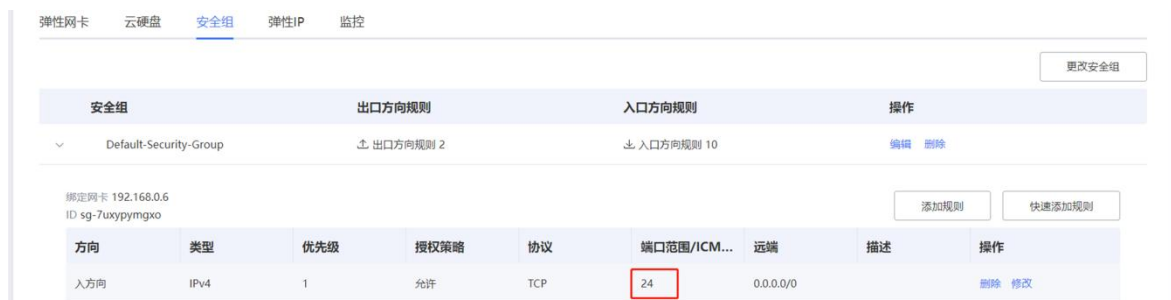 弹性网卡 云硬盘 安全组 弹性IP 监控
更改安全组
安全组 出口方向规则 入口方向规则 操作
Default-Security-Group 出口方向规则 2 入口方向规则 10 编辑 删除
绑定网卡 192.168.0.6
ID sg-7uxypymgxo
添加规则 快速添加规则
方向 类型 优先级 授权策略 协议 端口范围/ICM... 远端 描述 操作
入方向 IPv4 1 允许 TCP 24 0.0.0.0/0 删除 修改